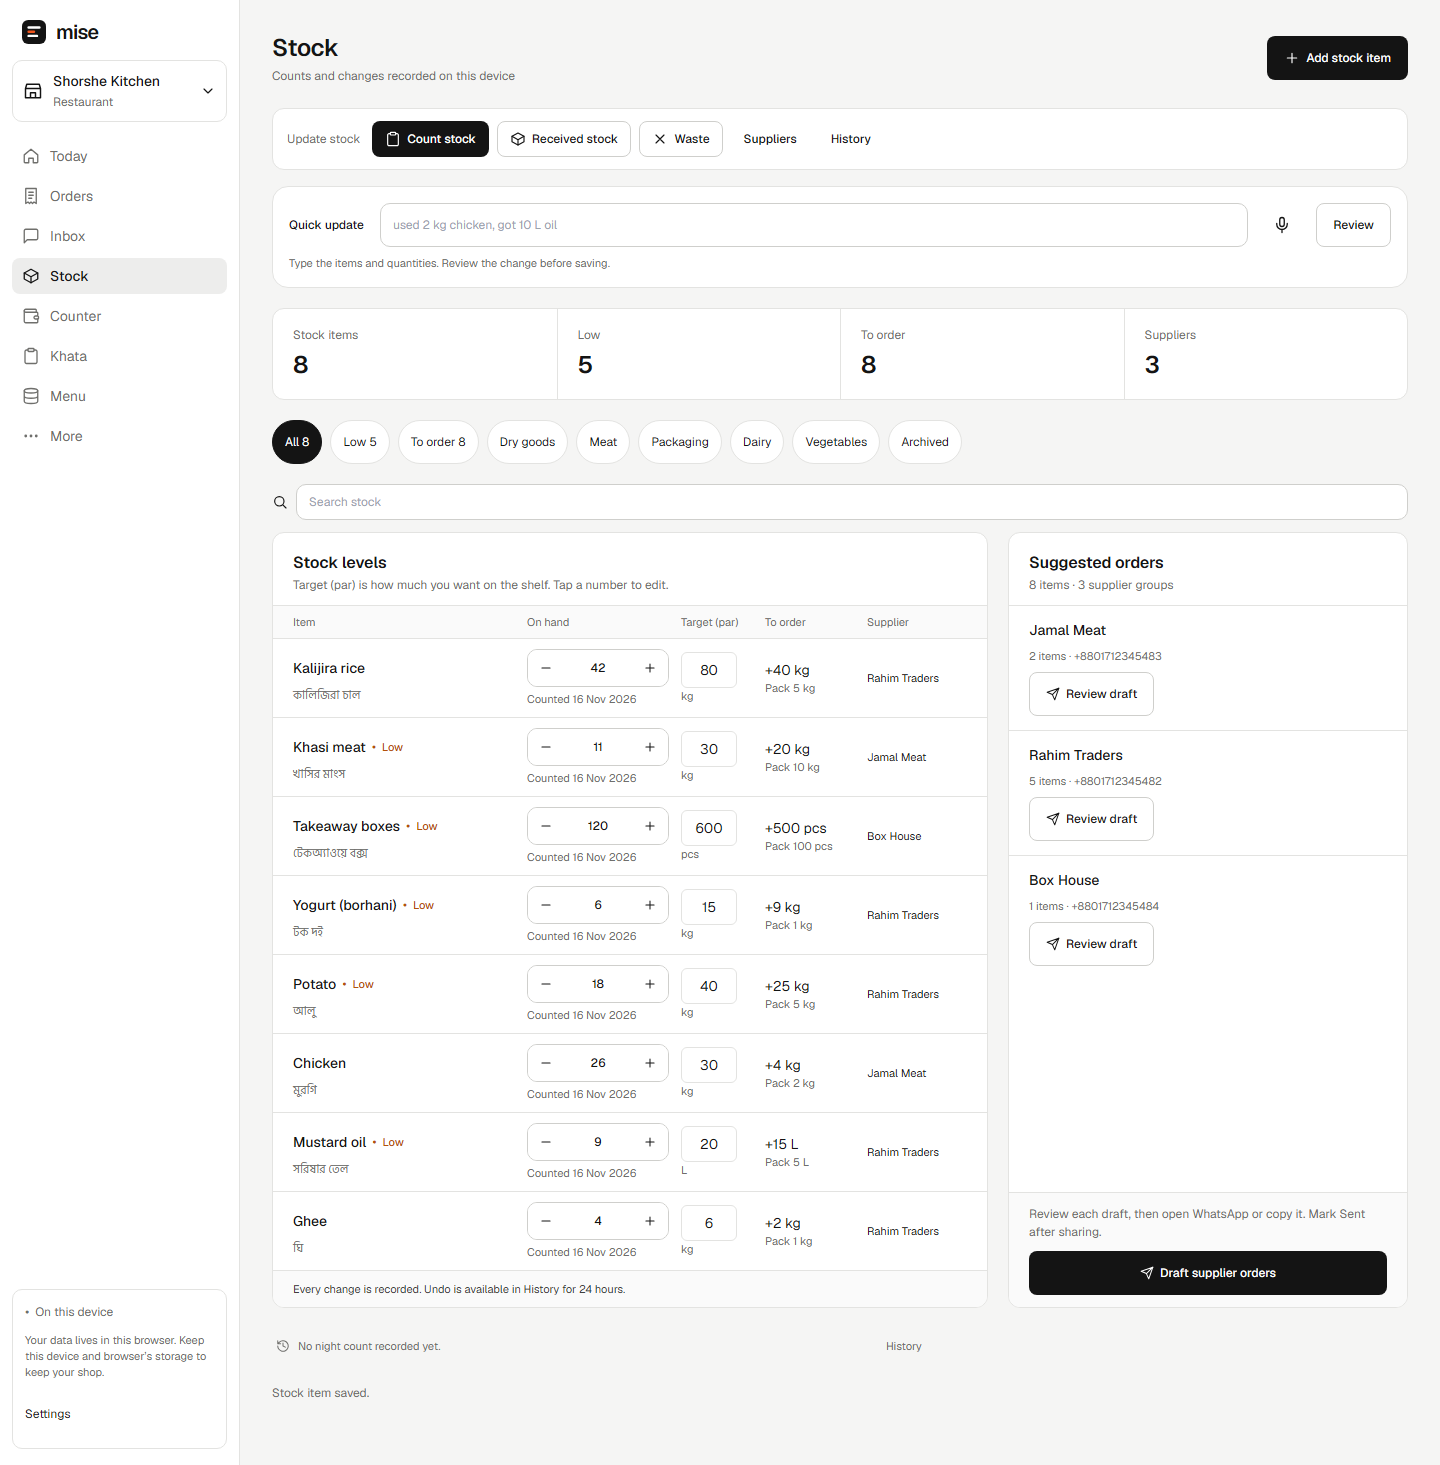 mise
Shorshe Kitchen
Restaurant
Today
Orders
Inbox
Stock
Counter
Khata
Menu
More
On this device
Your data lives in this browser. Keep
this device and browser's storage to
keep your shop.
Settings
Stock
Counts and changes recorded on this device
Add stock item
Update stock Count stock Received stock Waste Suppliers History
Quick update used 2 kg chicken, got 10 L oil Review
Type the items and quantities. Review the change before saving.
Stock items Low To order Suppliers
8 5 8 3
All 8 Low 5 To order 8 Dry goods Meat Packaging Dairy Vegetables Archived
Search stock
Stock levels
Target (par) is how much you want on the shelf. Tap a number to edit.
Item On hand Target (par) To order Supplier
Kalijira rice − 42 + 80 +40 kg Rahim Traders
কালিজিরা চাল Counted 16 Nov 2026 kg Pack 5 kg
Khasi meat • Low − 11 + 30 +20 kg Jamal Meat
খাসির মাংস Counted 16 Nov 2026 kg Pack 10 kg
Takeaway boxes • Low − 120 + 600 +500 pcs Box House
টেকঅ্যাওয়ে বক্স Counted 16 Nov 2026 pcs Pack 100 pcs
Yogurt (borhani) • Low − 6 + 15 +9 kg Rahim Traders
টক দই Counted 16 Nov 2026 kg Pack 1 kg
Potato • Low − 18 + 40 +25 kg Rahim Traders
আলু Counted 16 Nov 2026 kg Pack 5 kg
Chicken − 26 + 30 +4 kg Jamal Meat
মুরগি Counted 16 Nov 2026 kg Pack 2 kg
Mustard oil • Low − 9 + 20 +15 L Rahim Traders
সরিষার তেল Counted 16 Nov 2026 L Pack 5 L
Ghee − 4 + 6 +2 kg Rahim Traders
ঘি Counted 16 Nov 2026 kg Pack 1 kg
Every change is recorded. Undo is available in History for 24 hours.
Suggested orders
8 items · 3 supplier groups
Jamal Meat
2 items · +8801712345483
Review draft
Rahim Traders
5 items · +8801712345482
Review draft
Box House
1 items · +8801712345484
Review draft
Review each draft, then open WhatsApp or copy it. Mark Sent
after sharing.
Draft supplier orders
No night count recorded yet. History
Stock item saved.